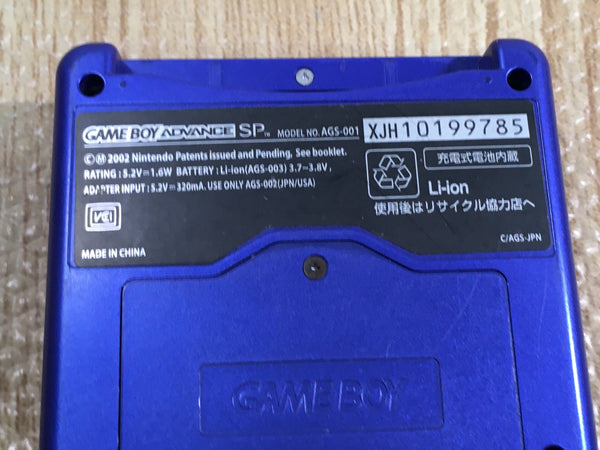 GAME BOY ADVANCE SP™ MODEL NO. AGS-001 XJH10199785
©Ⓜ 2002 Nintendo Patents Issued and Pending, See booklet.
RATING : 5.2V⎓1.6W BATTERY : Li-ion(AGS-003) 3.7⎓3.8V,
ADAPTER INPUT : 5.2V⎓320mA. USE ONLY AGS-002(JPN/USA)
VCI
MADE IN CHINA
充電式電池内蔵
Li-ion
使用後はリサイクル協力店へ
C/AGS-JPN
GAME BOY